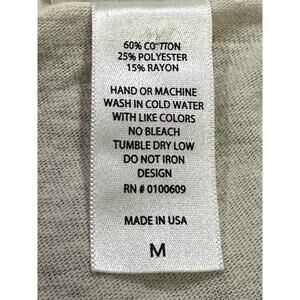 60% COTTON
25% POLYESTER
15% RAYON
HAND OR MACHINE
WASH IN COLD WATER
WITH LIKE COLORS
NO BLEACH
TUMBLE DRY LOW
DO NOT IRON
DESIGN
RN # 0100609
MADE IN USA
M